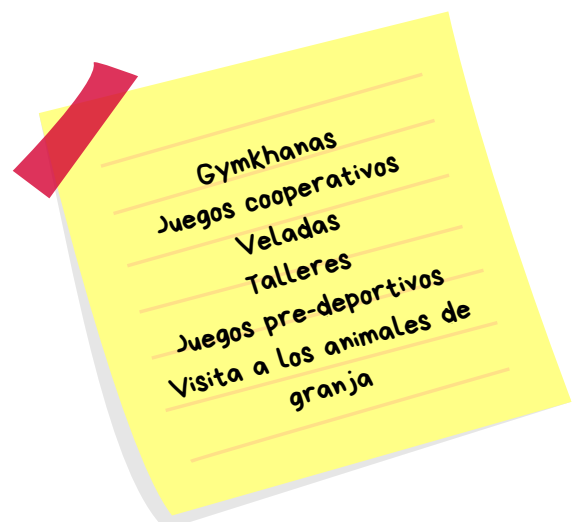 Gymkhanas
Juegos cooperativos
Veladas
Talleres
Juegos pre-deportivos
Visita a los animales de
granja